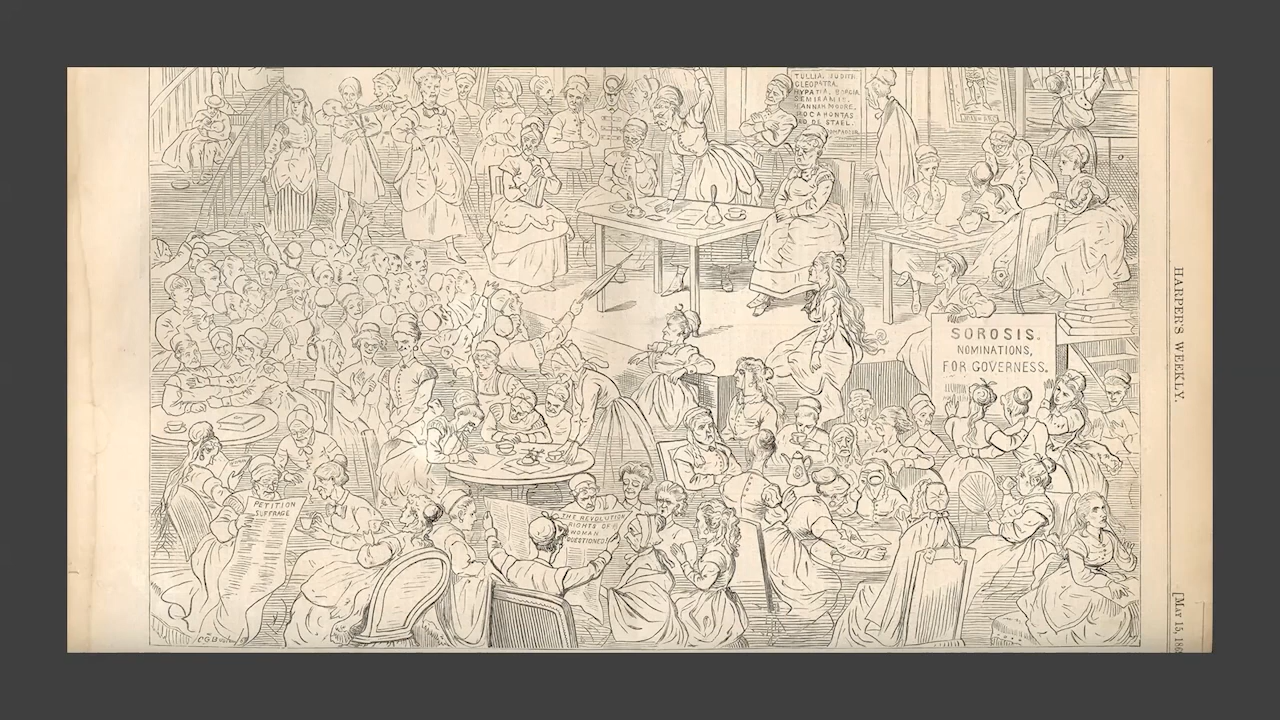 TULLIA, JUDITH,
CLEOPATRA,
HYPATIA, BORGIA,
SEMIRAMIS,
HANNAH MOORE,
POCAHONTAS
DE STAEL.
SOROSIS.
NOMINATIONS,
FOR GOVERNESS.
PETITION
SUFFRAGE
THE REVOLUTION
RIGHTS OF
WOMAN
QUESTIONED!
HARPER'S WEEKLY.
[MAY 15, 186